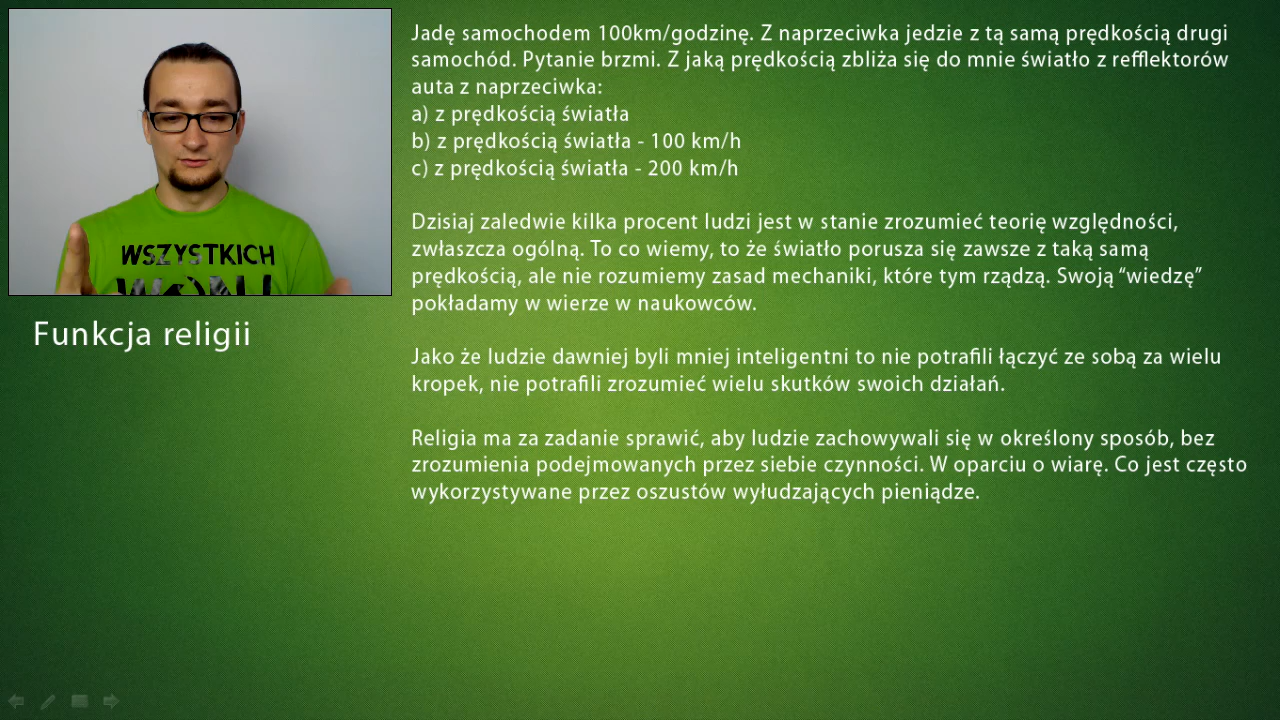 Jadę samochodem 100km/godzinę. Z naprzeciwka jedzie z tą samą prędkością drugi
samochód. Pytanie brzmi. Z jaką prędkością zbliża się do mnie światło z refflektorów
auta z naprzeciwka:
a) z prędkością światła
b) z prędkością światła - 100 km/h
c) z prędkością światła - 200 km/h
Dzisiaj zaledwie kilka procent ludzi jest w stanie zrozumieć teorię względności,
zwłaszcza ogólną. To co wiemy, to że światło porusza się zawsze z taką samą
prędkością, ale nie rozumiemy zasad mechaniki, które tym rządzą. Swoją “wiedzę”
pokładamy w wierze w naukowców.
Jako że ludzie dawniej byli mniej inteligentni to nie potrafili łączyć ze sobą za wielu
kropek, nie potrafili zrozumieć wielu skutków swoich działań.
Religia ma za zadanie sprawić, aby ludzie zachowywali się w określony sposób, bez
zrozumienia podejmowanych przez siebie czynności. W oparciu o wiarę. Co jest często
wykorzystywane przez oszustów wyłudzających pieniądze.
WSZYSTKICH
Funkcja religii